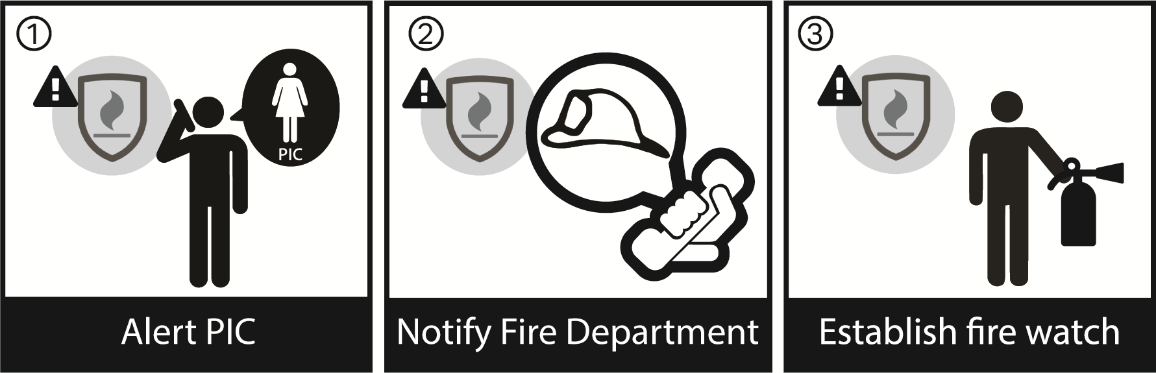 ①
PIC
Alert PIC
②
Notify Fire Department
③
Establish fire watch